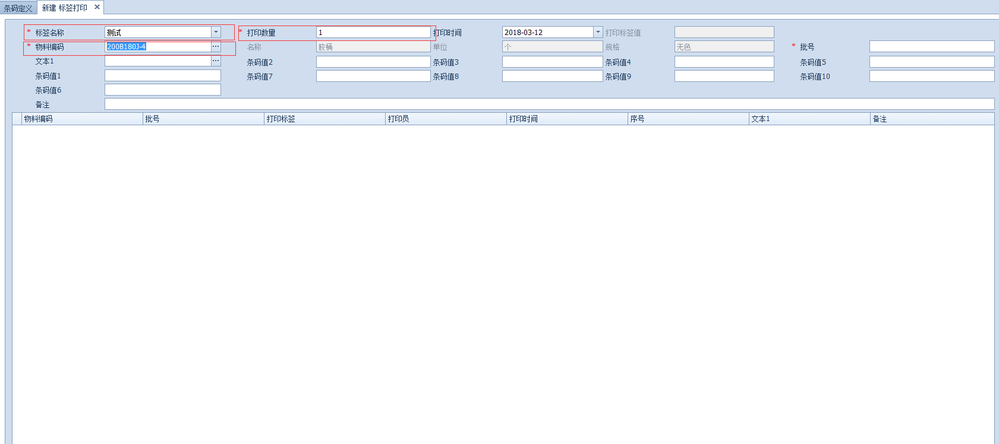 条码定义 新建 标签打印
* 标签名称 测试 * 打印数量 1 打印时间 2018-03-12 打印标签值
* 物料编码 200B180J-4 ... 名称 胶桶 单位 个 规格 无色 * 批号
文本1 ... 条码值2 条码值3 条码值4 条码值5
条码值1 条码值7 条码值8 条码值9 条码值10
条码值6
备注
物料编码 批号 打印标签 打印员 打印时间 序号 文本1 备注